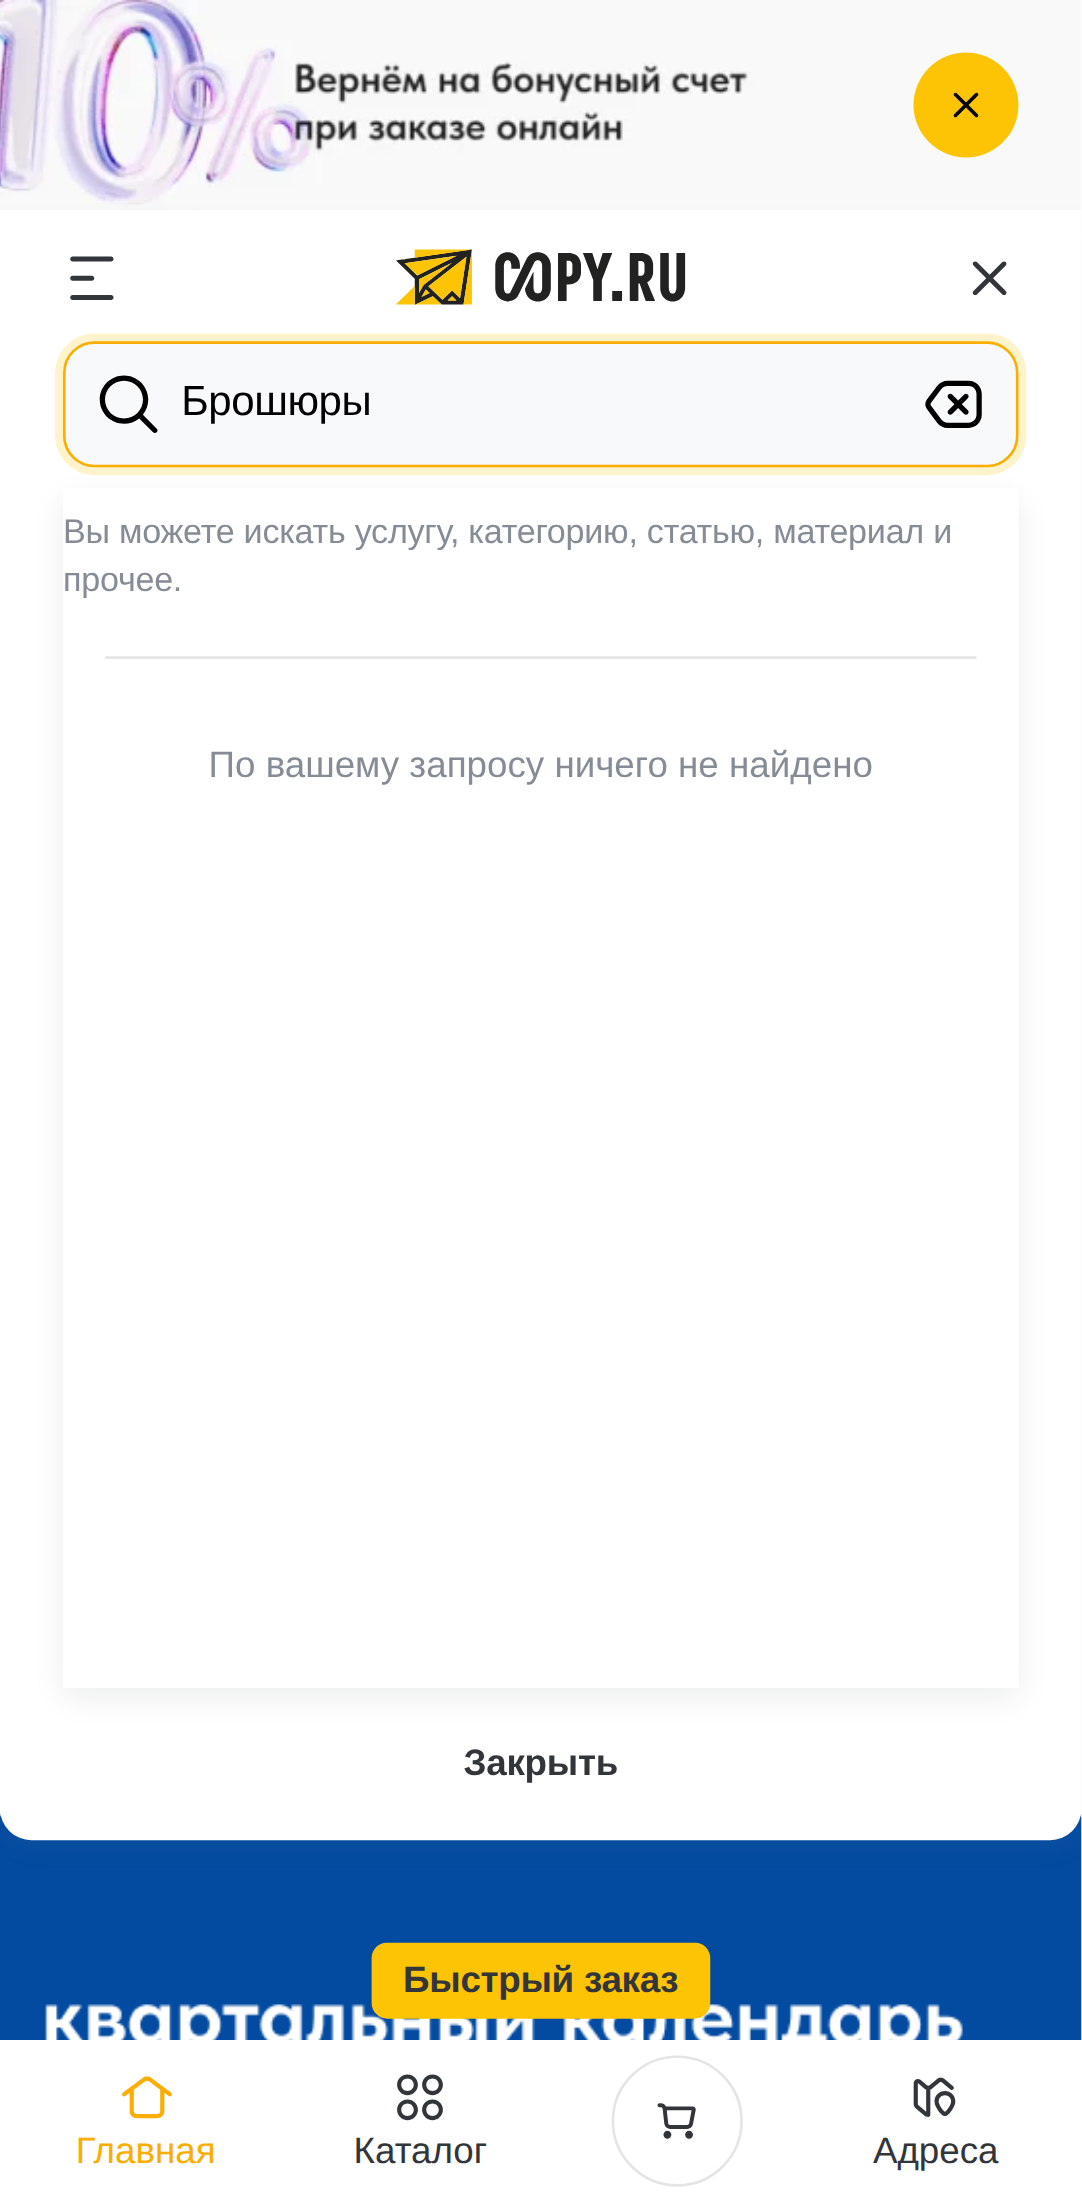 10%
Вернём на бонусный счет
при заказе онлайн
COPY.RU
Брошюры
Вы можете искать услугу, категорию, статью, материал и
прочее.
По вашему запросу ничего не найдено
Закрыть
Быстрый заказ
квартальный календарь
Главная
Каталог
Адреса